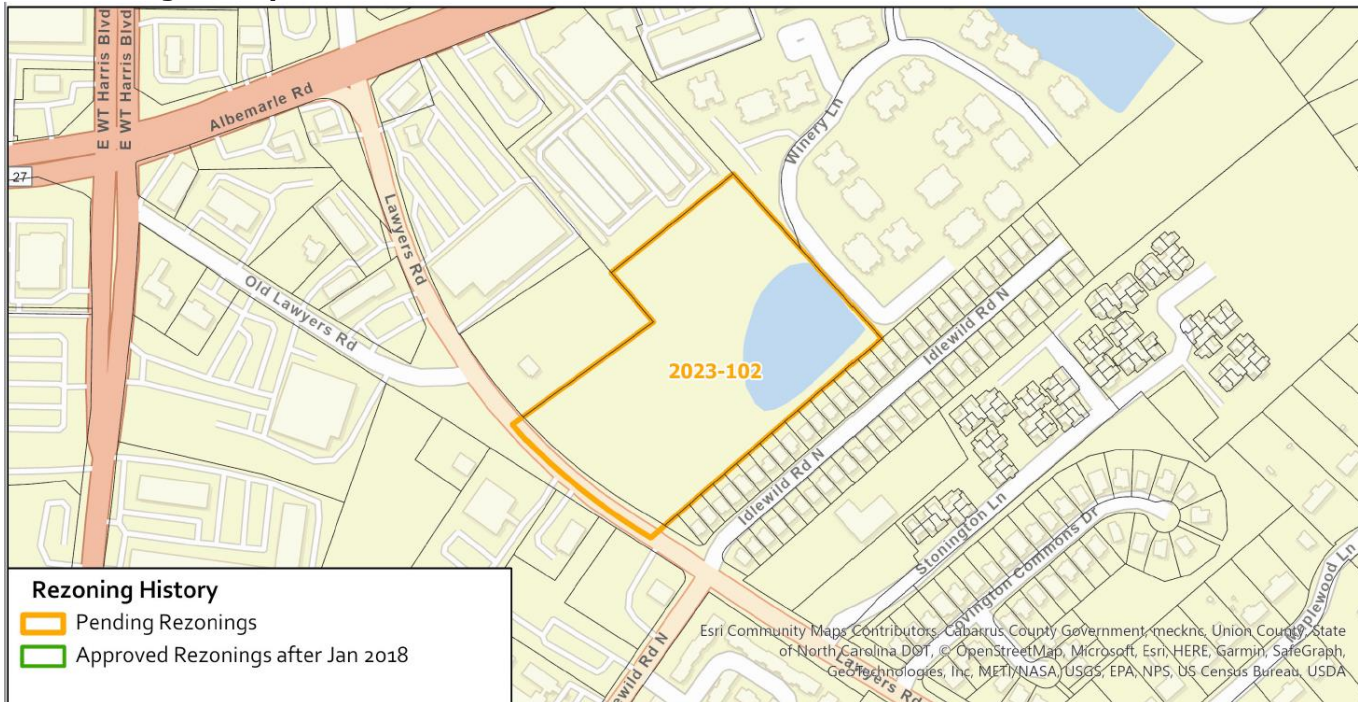 E WT Harris Blvd
E WT Harris Blvd
Albemarle Rd
27
Winery Ln
Lawyers Rd
Old Lawyers Rd
2023-102
Idlewild Rd N
Idlewild Rd N
Stonington Ln
Covington Commons Dr
Maplewood Ln
ewild Rd N
Lawyers Rd
Rezoning History
Pending Rezonings
Approved Rezonings after Jan 2018
Esri Community Maps Contributors, Cabarrus County Government, mecknc, Union County, State
of North Carolina DOT, © OpenStreetMap, Microsoft, Esri, HERE, Garmin, SafeGraph,
GeoTechnologies, Inc, METI/NASA, USGS, EPA, NPS, US Census Bureau, USDA